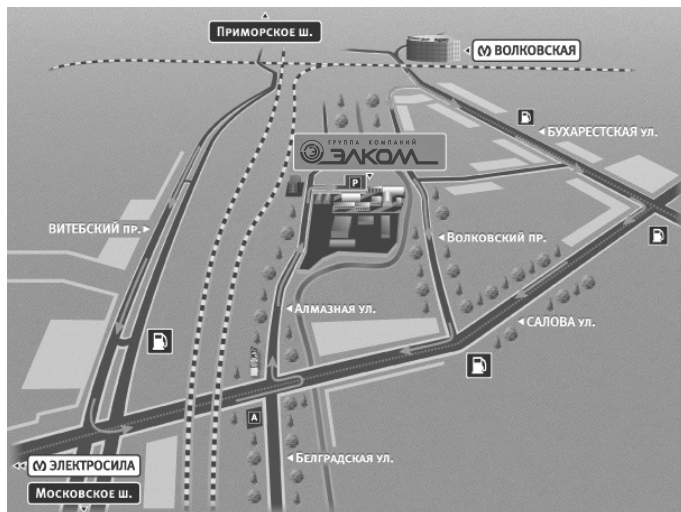 ПРИМОРСКОЕ Ш.
М ВОЛКОВСКАЯ
БУХАРЕСТСКАЯ УЛ.
ГРУППА КОМПАНИЙ
ЭЛКОМ
P
ВИТЕБСКИЙ ПР.
ВОЛКОВСКИЙ ПР.
АЛМАЗНАЯ УЛ.
САЛОВА УЛ.
А
БЕЛГРАДСКАЯ УЛ.
М ЭЛЕКТРОСИЛА
МОСКОВСКОЕ Ш.